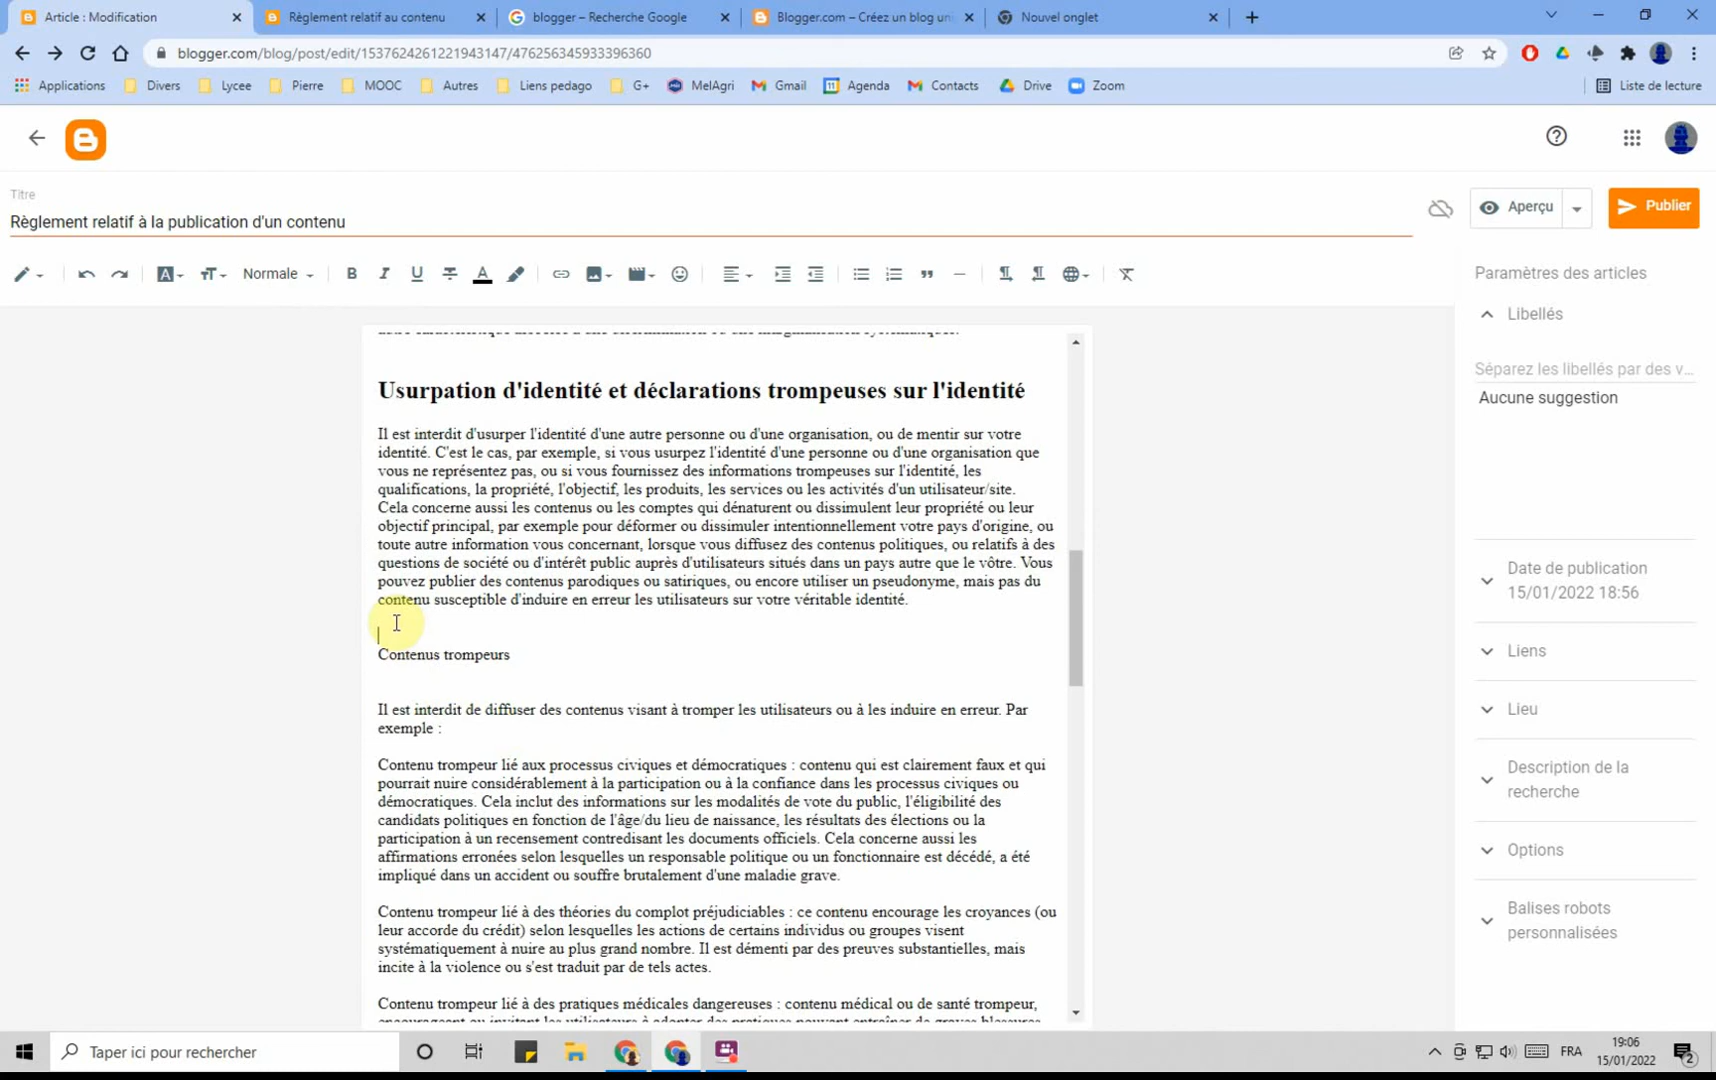 Article : Modification
Règlement relatif au contenu
blogger – Recherche Google
Blogger.com – Créez un blog uni
Nouvel onglet
blogger.com/blog/post/edit/1537624261221943147/476256345933396360
Applications
Divers
Lycee
Pierre
MOOC
Autres
Liens pedago
G+
MelAgri
Gmail
Agenda
Contacts
Drive
Zoom
Liste de lecture
Titre
Règlement relatif à la publication d'un contenu
Aperçu
Publier
Normale
Paramètres des articles
Libellés
Séparez les libellés par des v...
Aucune suggestion
Date de publication
15/01/2022 18:56
Liens
Lieu
Description de la
recherche
Options
Balises robots
personnalisées
Usurpation d'identité et déclarations trompeuses sur l'identité
Il est interdit d'usurper l'identité d'une autre personne ou d'une organisation, ou de mentir sur votre
identité. C'est le cas, par exemple, si vous usurpez l'identité d'une personne ou d'une organisation que
vous ne représentez pas, ou si vous fournissez des informations trompeuses sur l'identité, les
qualifications, la propriété, l'objectif, les produits, les services ou les activités d'un utilisateur/site.
Cela concerne aussi les contenus ou les comptes qui dénaturent ou dissimulent leur propriété ou leur
objectif principal, par exemple pour déformer ou dissimuler intentionnellement votre pays d'origine, ou
toute autre information vous concernant, lorsque vous diffusez des contenus politiques, ou relatifs à des
questions de société ou d'intérêt public auprès d'utilisateurs situés dans un pays autre que le vôtre. Vous
pouvez publier des contenus parodiques ou satiriques, ou encore utiliser un pseudonyme, mais pas du
contenu susceptible d'induire en erreur les utilisateurs sur votre véritable identité.
Contenus trompeurs
Il est interdit de diffuser des contenus visant à tromper les utilisateurs ou à les induire en erreur. Par
exemple :
Contenu trompeur lié aux processus civiques et démocratiques : contenu qui est clairement faux et qui
pourrait nuire considérablement à la participation ou à la confiance dans les processus civiques ou
démocratiques. Cela inclut des informations sur les modalités de vote du public, l'éligibilité des
candidats politiques en fonction de l'âge/du lieu de naissance, les résultats des élections ou la
participation à un recensement contredisant les documents officiels. Cela concerne aussi les
affirmations erronées selon lesquelles un responsable politique ou un fonctionnaire est décédé, a été
impliqué dans un accident ou souffre brutalement d'une maladie grave.
Contenu trompeur lié à des théories du complot préjudiciables : ce contenu encourage les croyances (ou
leur accorde du crédit) selon lesquelles les actions de certains individus ou groupes visent
systématiquement à nuire au plus grand nombre. Il est démenti par des preuves substantielles, mais
incite à la violence ou s'est traduit par de tels actes.
Contenu trompeur lié à des pratiques médicales dangereuses : contenu médical ou de santé trompeur,
Taper ici pour rechercher
FRA
19:06
15/01/2022
2